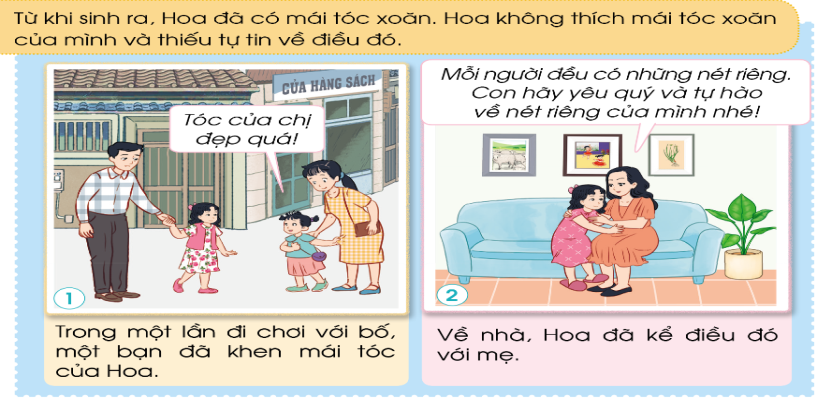 Từ khi sinh ra, Hoa đã có mái tóc xoăn. Hoa không thích mái tóc xoăn
của mình và thiếu tự tin về điều đó.
CỬA HÀNG SÁCH
Tóc của chị
đẹp quá!
1
Trong một lần đi chơi với bố,
một bạn đã khen mái tóc
của Hoa.
Mỗi người đều có những nét riêng.
Con hãy yêu quý và tự hào
về nét riêng của mình nhé!
2
Về nhà, Hoa đã kể điều đó
với mẹ.